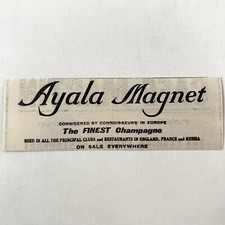 Ayala Magnet
CONSIDERED BY CONNOISSEURS IN EUROPE
The FINEST Champagne
USED IN ALL THE PRINCIPAL CLUBS and RESTAURANTS IN ENGLAND, FRANCE and RUSSIA
ON SALE EVERYWHERE